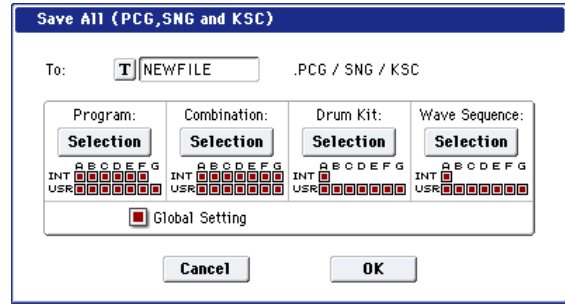 Save All (PCG,SNG and KSC)
To: T NEWFILE .PCG / SNG / KSC
Program: Combination: Drum Kit: Wave Sequence:
Selection Selection Selection Selection
A B C D E F G A B C D E F G A B C D E F G A B C D E F G
INT INT INT INT
USR USR USR USR
Global Setting
Cancel OK